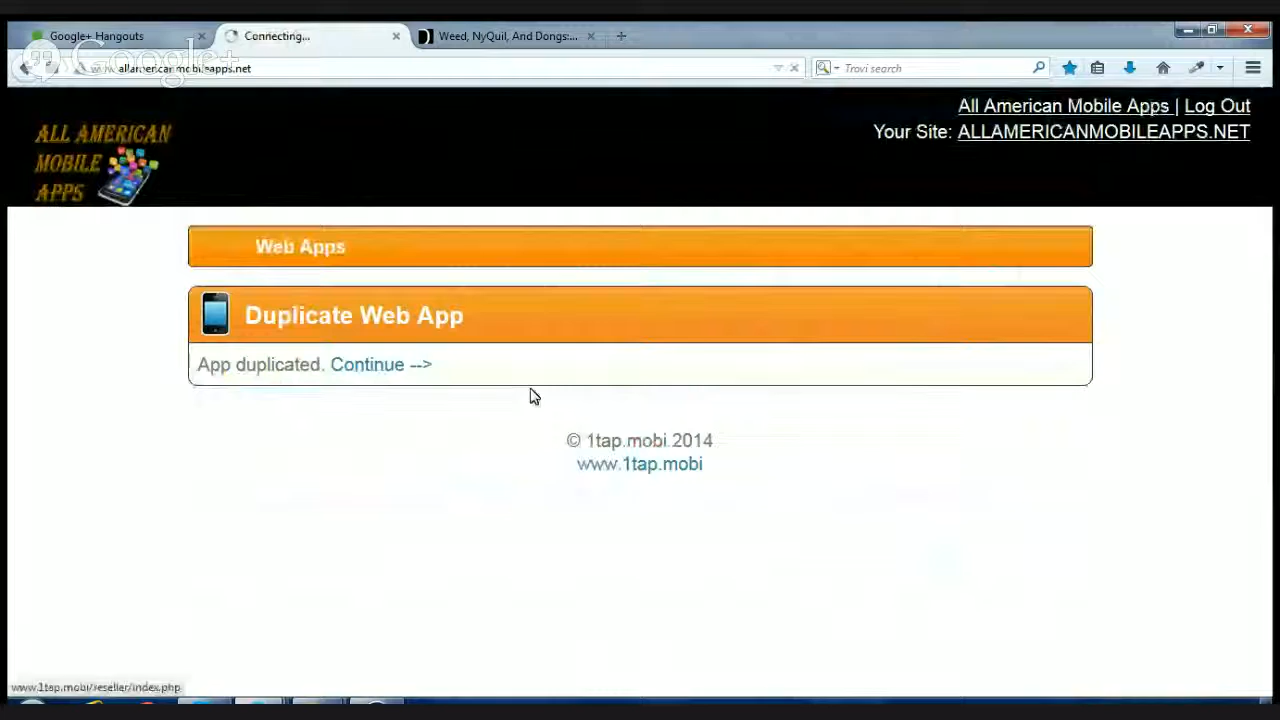 Google+ Hangouts
Connecting...
Weed, NyQuil, And Dongs:...
Google+
www.allamericanmobileapps.net
Trovi search
All American Mobile Apps | Log Out
Your Site: ALLAMERICANMOBILEAPPS.NET
ALL AMERICAN
MOBILE
APPS
Web Apps
Duplicate Web App
App duplicated. Continue -->
© 1tap.mobi 2014
www.1tap.mobi
www.1tap.mobi/reseller/index.php